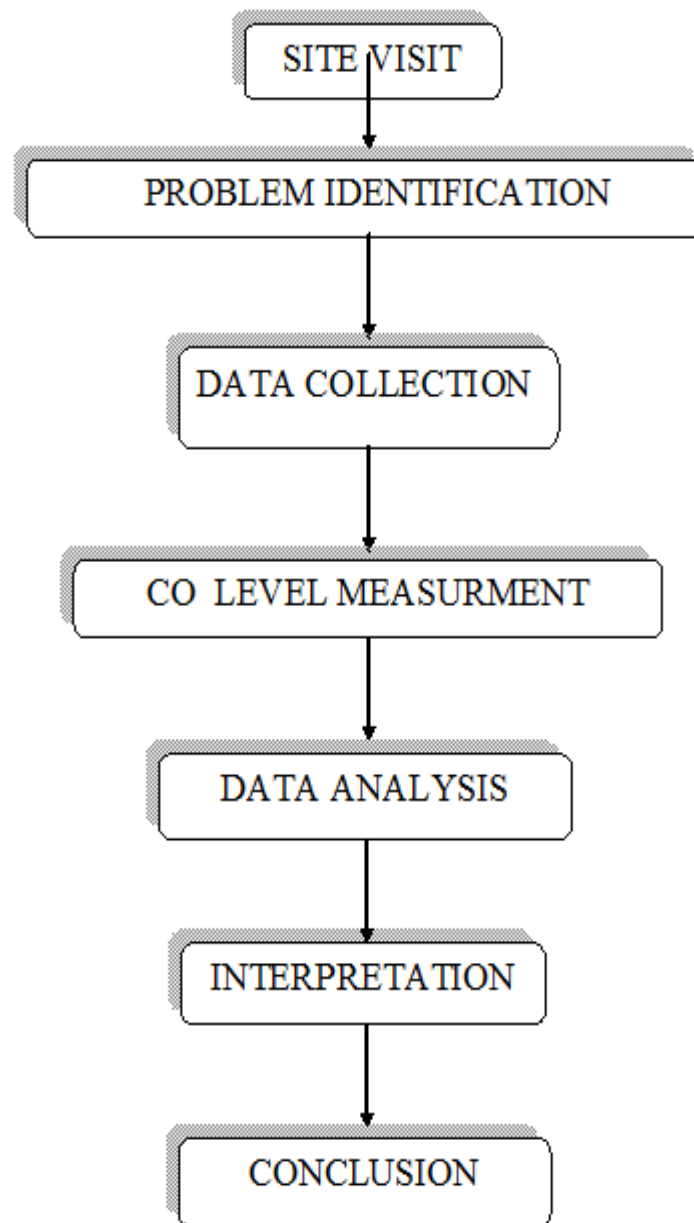 SITE VISIT
PROBLEM IDENTIFICATION
DATA COLLECTION
CO LEVEL MEASURMENT
DATA ANALYSIS
INTERPRETATION
CONCLUSION